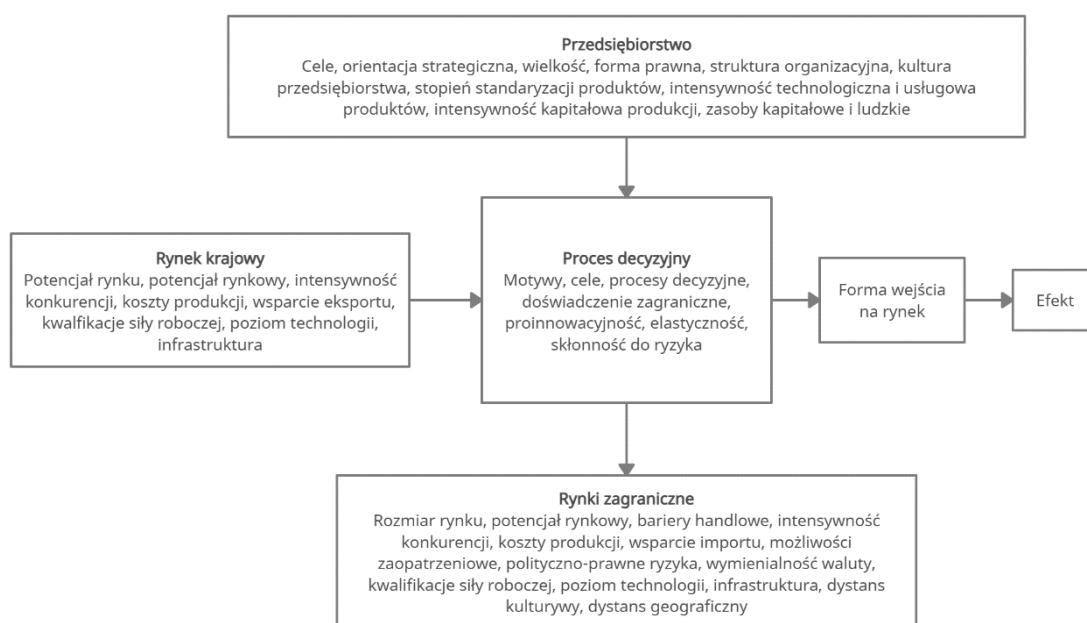 Przedsiębiorstwo
Cele, orientacja strategiczna, wielkość, forma prawna, struktura organizacyjna, kultura
przedsiębiorstwa, stopień standaryzacji produktów, intensywność technologiczna i usługowa
produktów, intensywność kapitałowa produkcji, zasoby kapitałowe i ludzkie
Rynek krajowy
Potencjał rynku, potencjał rynkowy, intensywność
konkurencji, koszty produkcji, wsparcie eksportu,
kwalfikacje siły roboczej, poziom technologii,
infrastruktura
Proces decyzyjny
Motywy, cele, procesy decyzyjne,
doświadczenie zagraniczne,
proinnowacyjność, elastyczność,
skłonność do ryzyka
Forma wejścia
na rynek
Efekt
Rynki zagraniczne
Rozmiar rynku, potencjał rynkowy, bariery handlowe, intensywność
konkurencji, koszty produkcji, wsparcie importu, możliwości
zaopatrzeniowe, polityczno-prawne ryzyko, wymienialność waluty,
kwalifikacje siły roboczej, poziom technologii, infrastruktura, dystans
kulturywy, dystans geograficzny